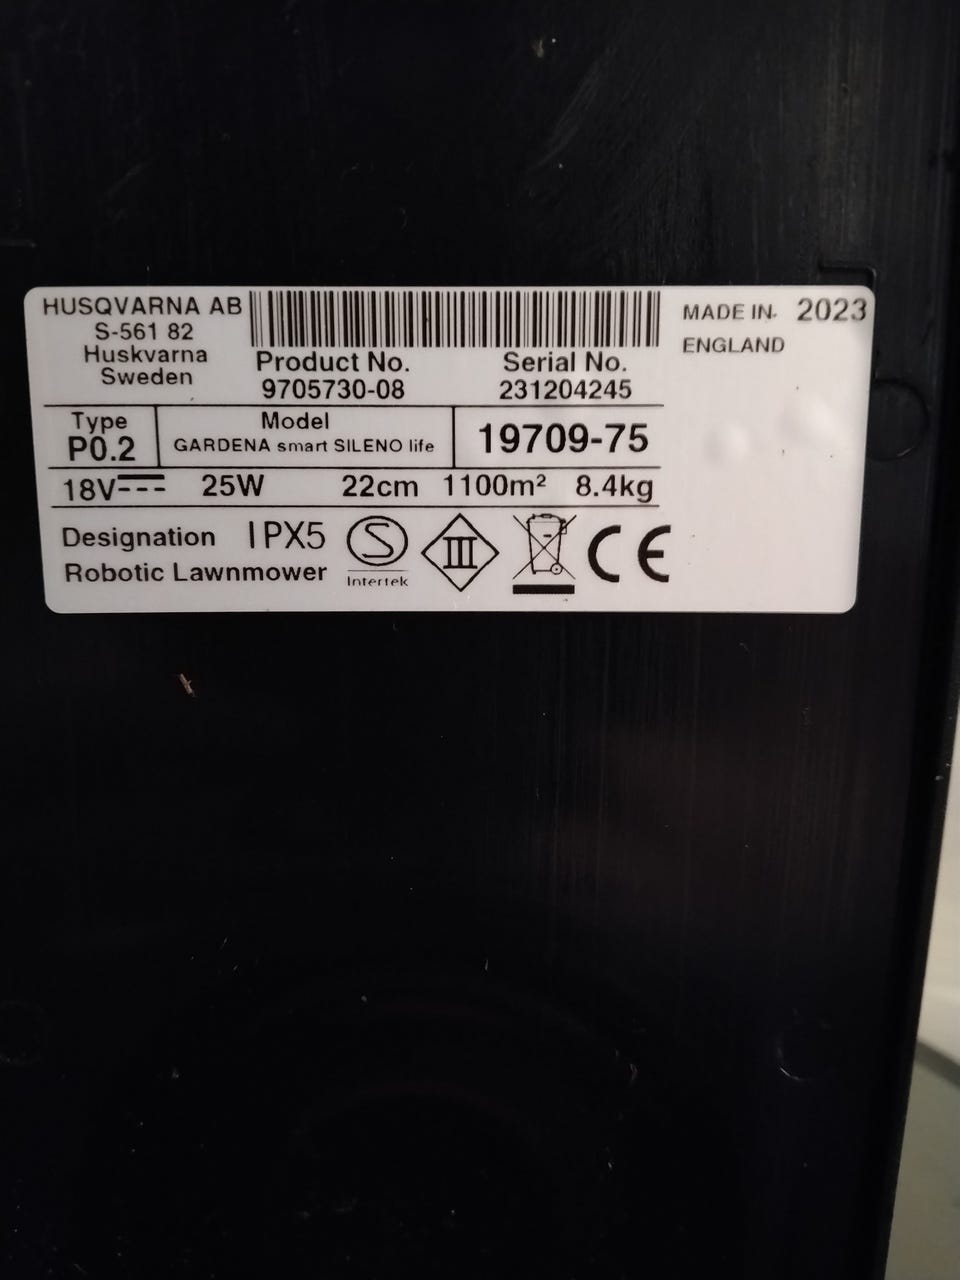 HUSQVARNA AB
S-561 82
Huskvarna
Sweden
Product No.
9705730-08
Serial No.
231204245
MADE IN 2023
ENGLAND
Type
P0.2
Model
GARDENA smart SILENO life
19709-75
18V 25W 22cm 1100m² 8.4kg
Designation IPX5
Robotic Lawnmower
S
Intertek
III
CE